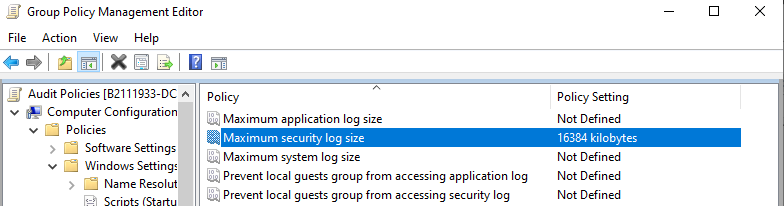 Group Policy Management Editor
File Action View Help
Audit Policies [B2111933-DC
Computer Configuration
Policies
Software Settings
Windows Settings
Name Resolut
Scripts (Startu
Policy Policy Setting
Maximum application log size Not Defined
Maximum security log size 16384 kilobytes
Maximum system log size Not Defined
Prevent local guests group from accessing application log Not Defined
Prevent local guests group from accessing security log Not Defined